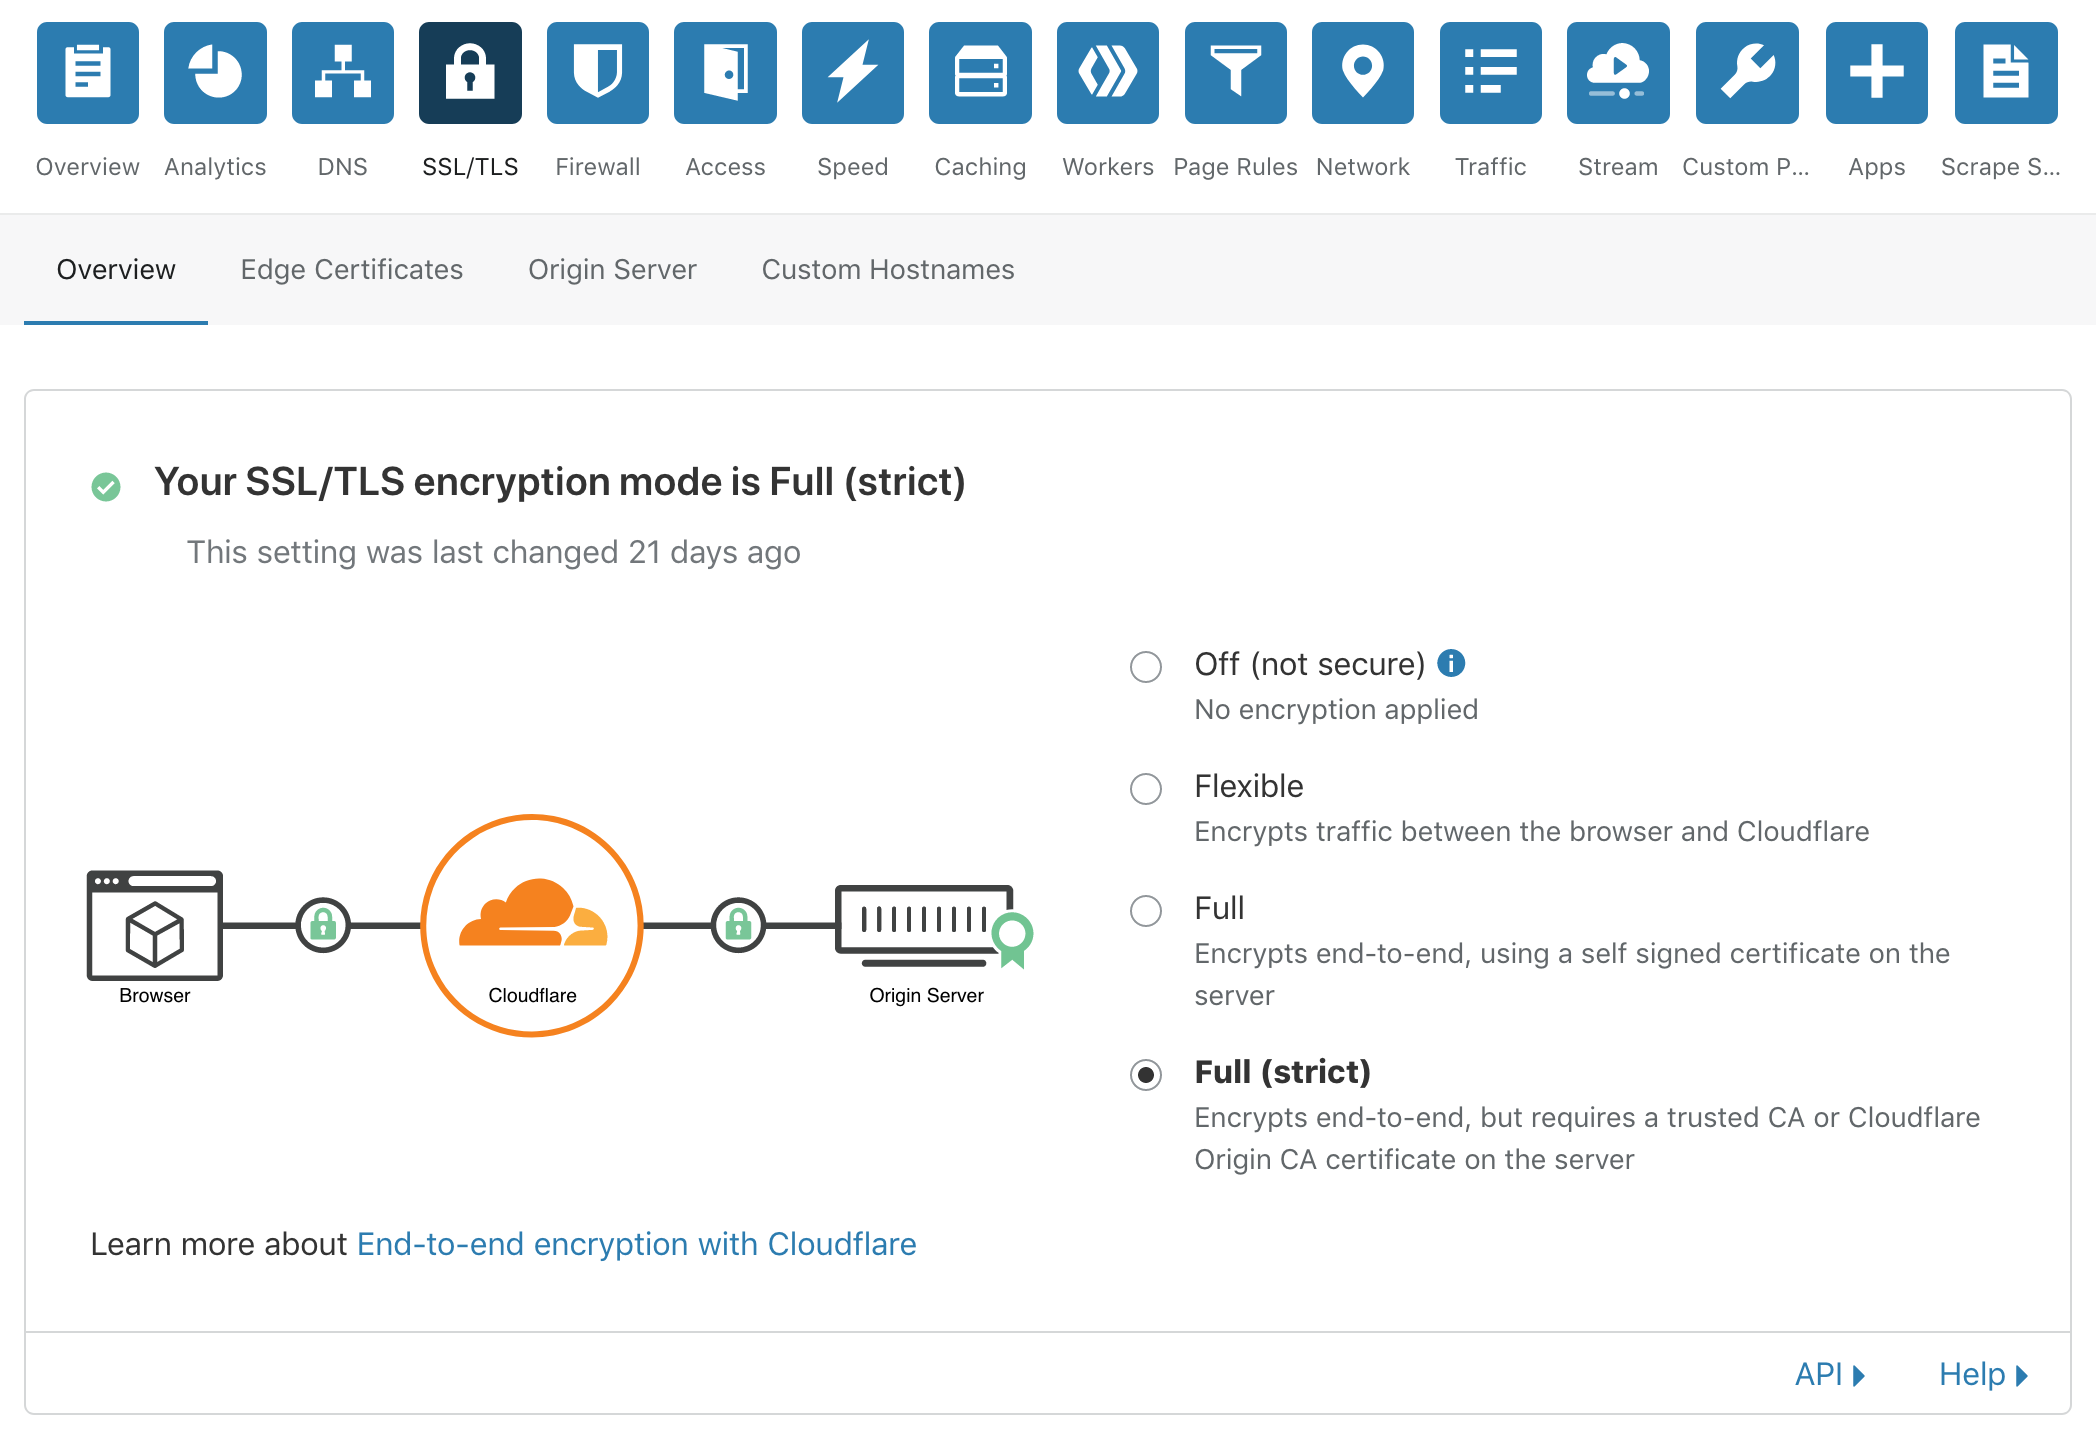 Overview Analytics DNS SSL/TLS Firewall Access Speed Caching Workers Page Rules Network Traffic Stream Custom P... Apps Scrape S...
Overview Edge Certificates Origin Server Custom Hostnames
Your SSL/TLS encryption mode is Full (strict)
This setting was last changed 21 days ago
Browser Cloudflare Origin Server
Off (not secure)
No encryption applied
Flexible
Encrypts traffic between the browser and Cloudflare
Full
Encrypts end-to-end, using a self signed certificate on the
server
Full (strict)
Encrypts end-to-end, but requires a trusted CA or Cloudflare
Origin CA certificate on the server
Learn more about End-to-end encryption with Cloudflare
API Help